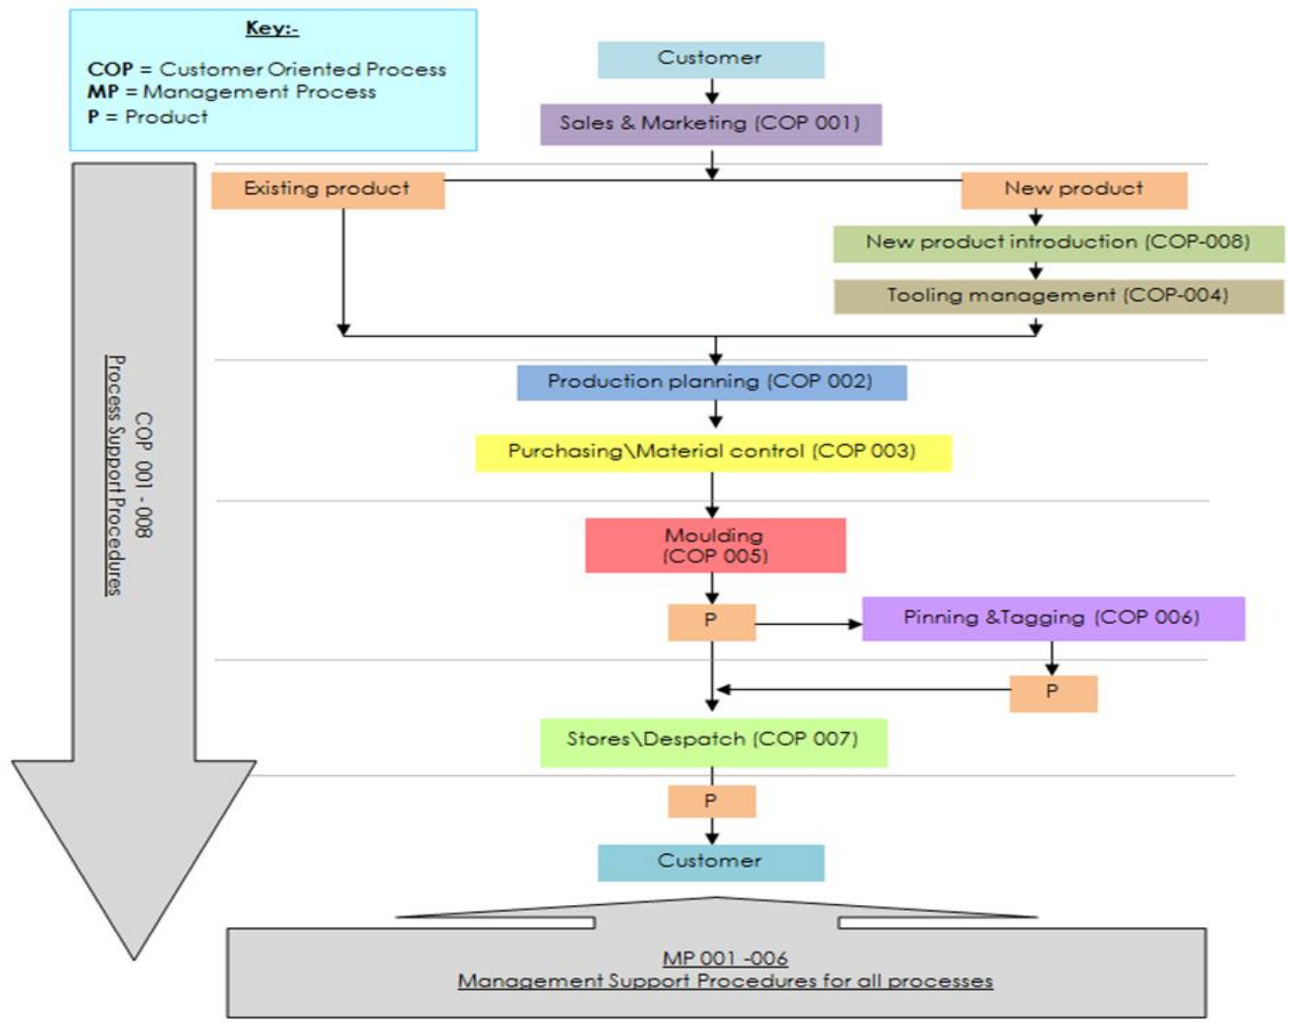 Key:-
COP = Customer Oriented Process
MP = Management Process
P = Product
Customer
Sales & Marketing (COP 001)
Existing product
New product
New product introduction (COP-008)
Tooling management (COP-004)
Production planning (COP 002)
Purchasing\Material control (COP 003)
Moulding
(COP 005)
P
Pinning &Tagging (COP 006)
P
Stores\Despatch (COP 007)
P
Customer
COP 001 - 008
Process Support Procedures
MP 001 -006
Management Support Procedures for all processes